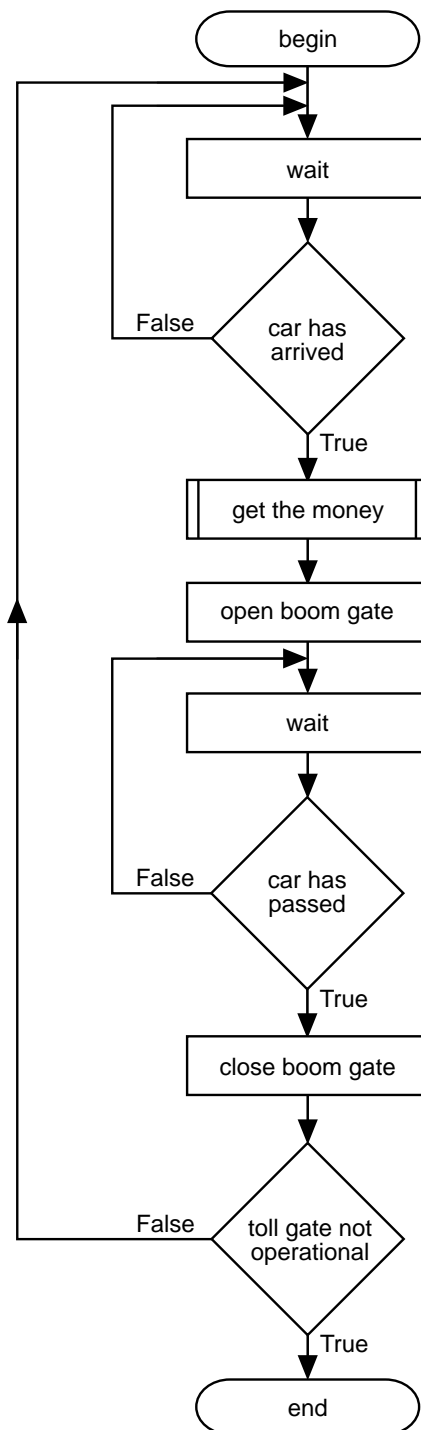 begin
wait
False
car has
arrived
True
get the money
open boom gate
wait
False
car has
passed
True
close boom gate
False
toll gate not
operational
True
end